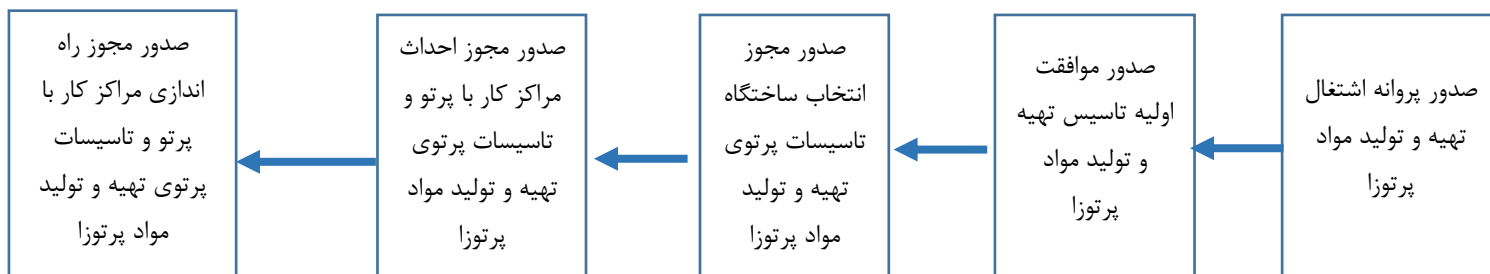 صدور پروانه اشتغال
تهیه و تولید مواد
پرتوزا
صدور موافقت
اولیه تاسیس تهیه
و تولید مواد
پرتوزا
صدور مجوز
انتخاب ساختگاه
تاسیسات پرتوی
تهیه و تولید
مواد پرتوزا
صدور مجوز احداث
مراکز کار با پرتو و
تاسیسات پرتوی
تهیه و تولید مواد
پرتوزا
صدور مجوز راه
اندازی مراکز کار با
پرتو و تاسیسات
پرتوی تهیه و تولید
مواد پرتوزا